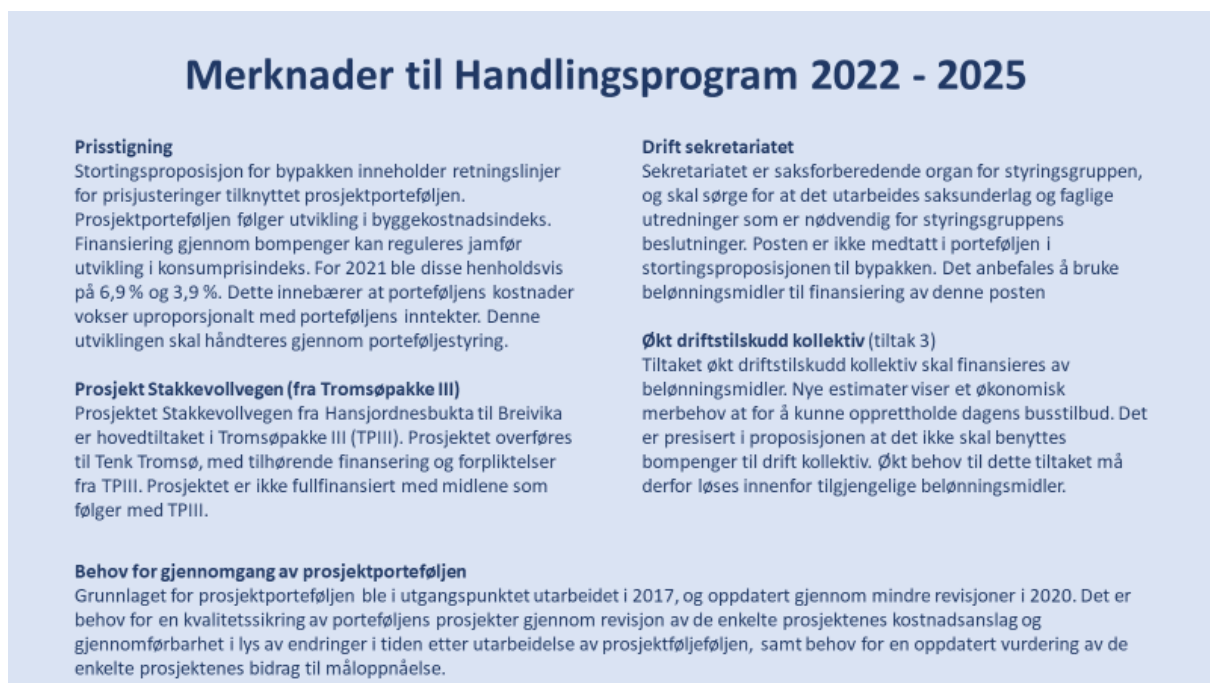 Merknader til Handlingsprogram 2022 - 2025
Prisstigning
Stortingsproposisjon for bypakken inneholder retningslinjer
for prisjusteringer tilknyttet prosjektporteføljen.
Prosjektporteføljen følger utvikling i byggekostnadsindeks.
Finansiering gjennom bompenger kan reguleres jamfør
utvikling i konsumprisindeks. For 2021 ble disse henholdsvis
på 6,9 % og 3,9 %. Dette innebærer at porteføljens kostnader
vokser uproporsjonalt med porteføljens inntekter. Denne
utviklingen skal håndteres gjennom porteføljestyring.
Prosjekt Stakkevollvegen (fra Tromsøpakke III)
Prosjektet Stakkevollvegen fra Hansjordnesbukta til Breivika
er hovedtiltaket i Tromsøpakke III (TPIII). Prosjektet overføres
til Tenk Tromsø, med tilhørende finansering og forpliktelser
fra TPIII. Prosjektet er ikke fullfinansiert med midlene som
følger med TPIII.
Drift sekretariatet
Sekretariatet er saksforberedende organ for styringsgruppen,
og skal sørge for at det utarbeides saksunderlag og faglige
utredninger som er nødvendig for styringsgruppens
beslutninger. Posten er ikke medtatt i porteføljen i
stortingsproposisjonen til bypakken. Det anbefales å bruke
belønningsmidler til finansiering av denne posten
Økt driftstilskudd kollektiv (tiltak 3)
Tiltaket økt driftstilskudd kollektiv skal finansieres av
belønningsmidler. Nye estimater viser et økonomisk
merbehov at for å kunne opprettholde dagens busstilbud. Det
er presisert i proposisjonen at det ikke skal benyttes
bompenger til drift kollektiv. Økt behov til dette tiltaket må
derfor løses innenfor tilgjengelige belønningsmidler.
Behov for gjennomgang av prosjektporteføljen
Grunnlaget for prosjektporteføljen ble i utgangspunktet utarbeidet i 2017, og oppdatert gjennom mindre revisjoner i 2020. Det er
behov for en kvalitetssikring av porteføljens prosjekter gjennom revisjon av de enkelte prosjektenes kostnadsanslag og
gjennomførbarhet i lys av endringer i tiden etter utarbeidelse av prosjektføljeføljen, samt behov for en oppdatert vurdering av de
enkelte prosjektenes bidrag til måloppnåelse.